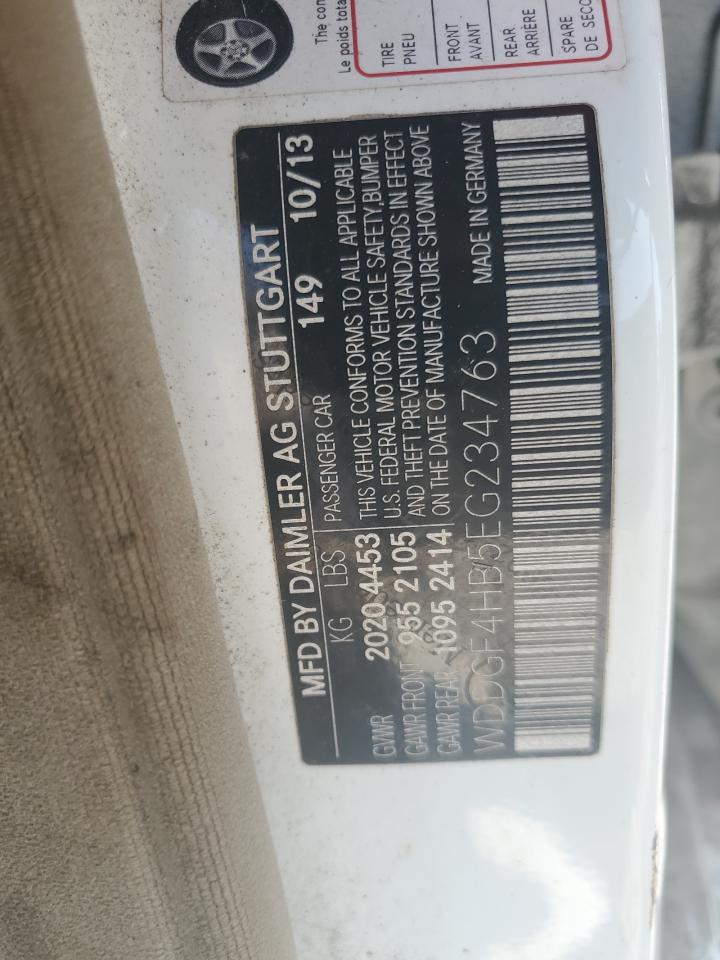 The con
Le poids tota
TIRE
PNEU
FRONT
AVANT
REAR
ARRIÈRE
SPARE
DE SECO
MFD BY DAIMLER AG STUTTGART
149 10/13
KG LBS PASSENGER CAR
GVWR 2020 4453
GAWR FRONT 955 2105
GAWR REAR 1095 2414
THIS VEHICLE CONFORMS TO ALL APPLICABLE
U.S. FEDERAL MOTOR VEHICLE SAFETY,BUMPER
AND THEFT PREVENTION STANDARDS IN EFFECT
ON THE DATE OF MANUFACTURE SHOWN ABOVE
WDDGF4HB5EG234763 MADE IN GERMANY